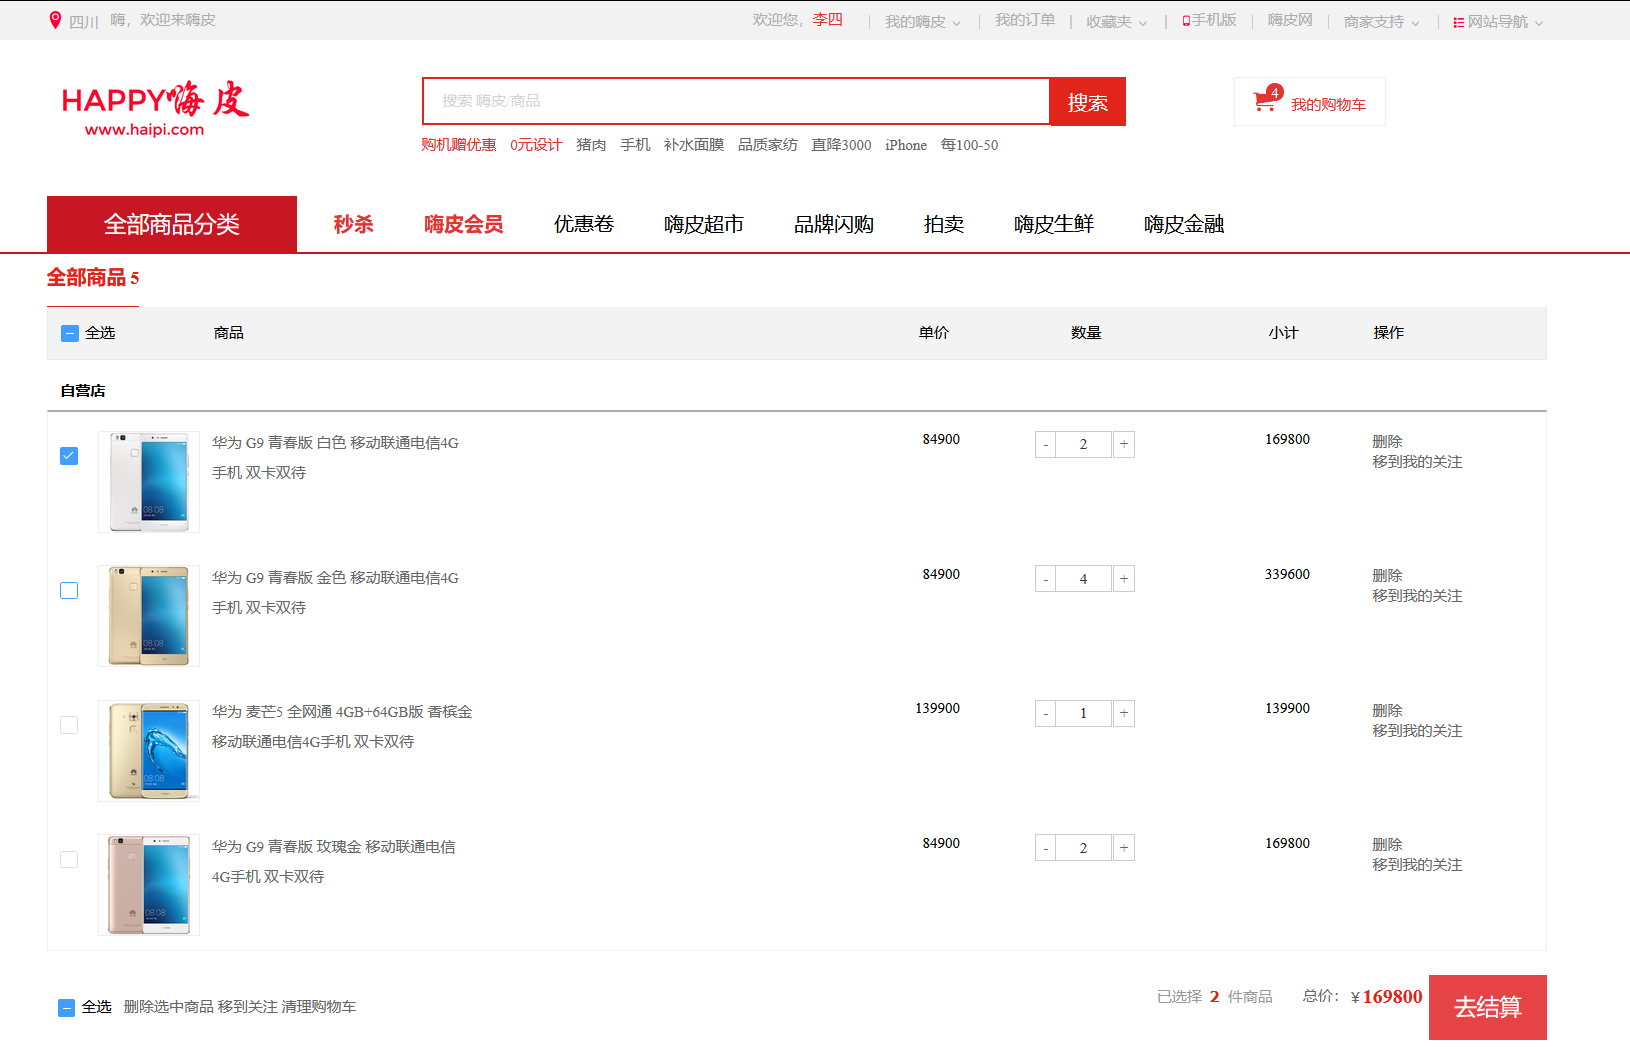 四川 嗨，欢迎来嗨皮 欢迎您，李四 我的嗨皮 我的订单 收藏夹 手机版 嗨皮网 商家支持 网站导航
HAPPY嗨皮
www.haipi.com
搜索 嗨皮/商品 搜索
4 我的购物车
购机赠优惠 0元设计 猪肉 手机 补水面膜 品质家纺 直降3000 iPhone 每100-50
全部商品分类 秒杀 嗨皮会员 优惠卷 嗨皮超市 品牌闪购 拍卖 嗨皮生鲜 嗨皮金融
全部商品 5
全选 商品 单价 数量 小计 操作
自营店
华为 G9 青春版 白色 移动联通电信4G 84900 - 2 + 169800 删除
手机 双卡双待 移到我的关注
08:08
华为 G9 青春版 金色 移动联通电信4G 84900 - 4 + 339600 删除
手机 双卡双待 移到我的关注
08:08
华为 麦芒5 全网通 4GB+64GB版 香槟金 139900 - 1 + 139900 删除
移动联通电信4G手机 双卡双待 移到我的关注
08:08
华为 G9 青春版 玫瑰金 移动联通电信 84900 - 2 + 169800 删除
4G手机 双卡双待 移到我的关注
08:08
全选 删除选中商品 移到关注 清理购物车 已选择 2 件商品 总价：￥169800 去结算